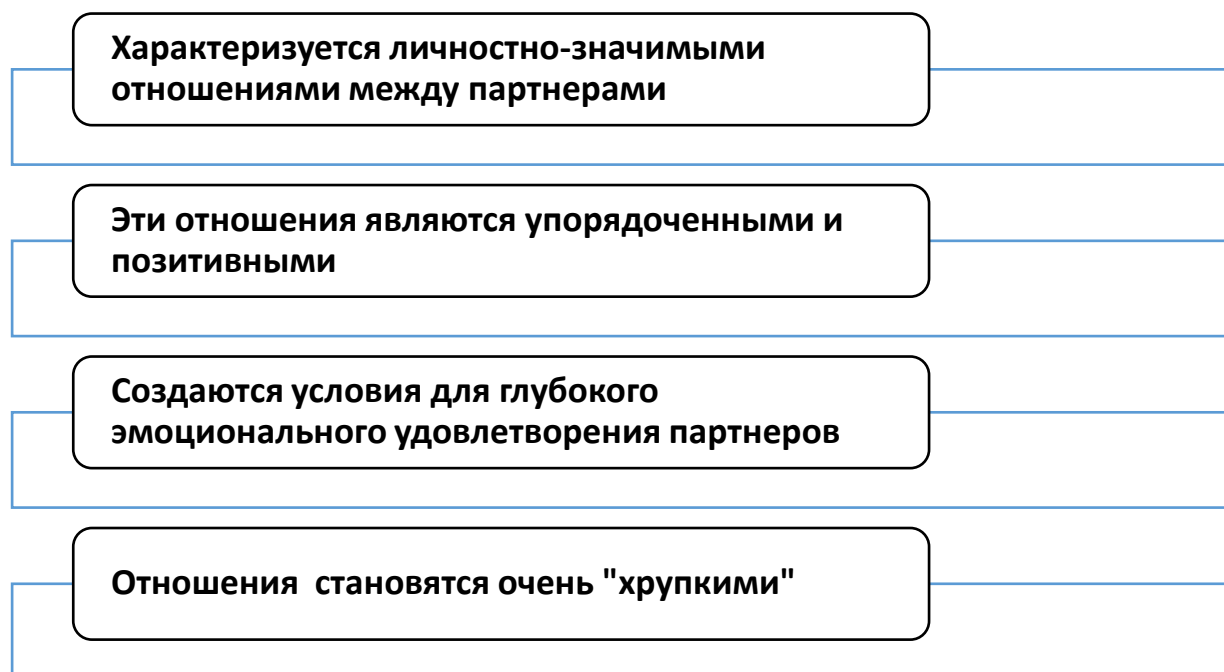 Характеризуется личностно-значимыми
отношениями между партнерами
Эти отношения являются упорядоченными и
позитивными
Создаются условия для глубокого
эмоционального удовлетворения партнеров
Отношения  становятся очень "хрупкими"